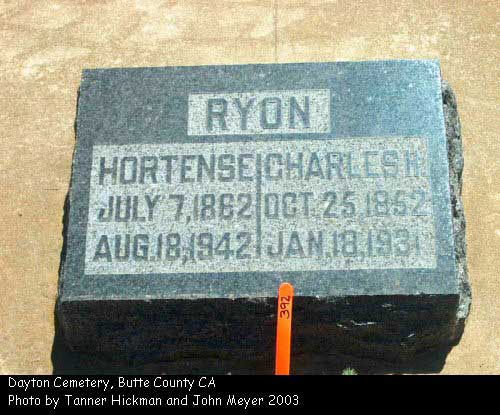 RYON
HORTENSE CHARLES H.
JULY 7, 1862 OCT. 25, 1852
AUG. 18, 1942 JAN. 18, 1931
392
Dayton Cemetery, Butte County CA
Photo by Tanner Hickman and John Meyer 2003